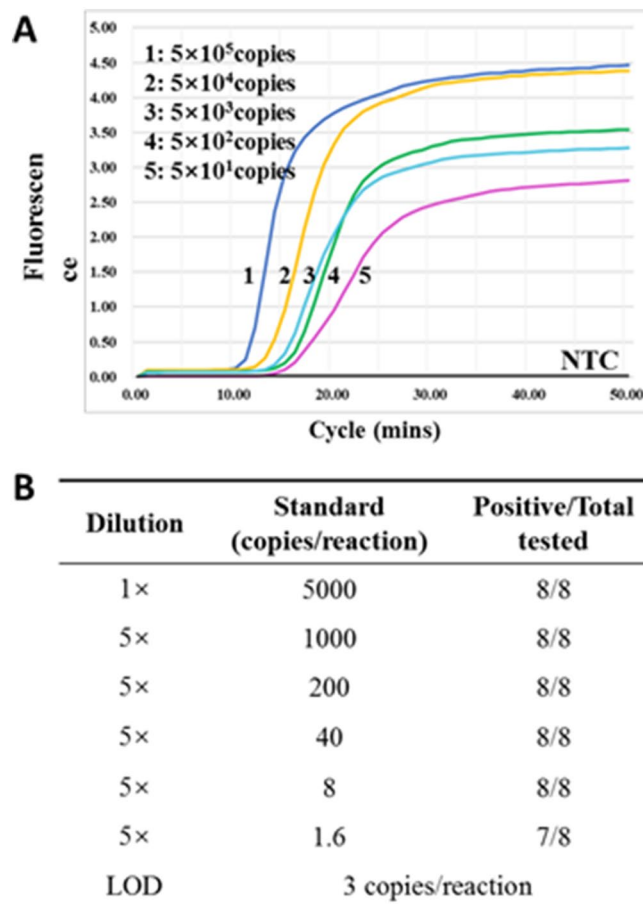 A
5.00
4.50
4.00
3.50
3.00
2.50
2.00
1.50
1.00
0.50
0.00
Fluorescen
ce
1: 5×10⁵copies
2: 5×10⁴copies
3: 5×10³copies
4: 5×10²copies
5: 5×10¹copies
1 2 3 4 5
NTC
0.00 10.00 20.00 30.00 40.00 50.00
Cycle (mins)
B
Dilution Standard (copies/reaction) Positive/Total tested
1× 5000 8/8
5× 1000 8/8
5× 200 8/8
5× 40 8/8
5× 8 8/8
5× 1.6 7/8
LOD 3 copies/reaction